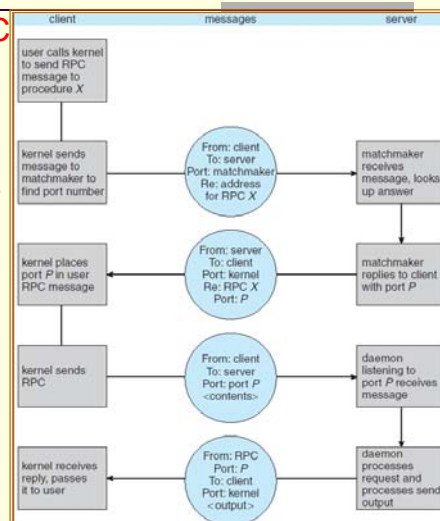 C
client messages server
user calls kernel
to send RPC
message to
procedure X
kernel sends
message to
matchmaker to
find port number
From: client
To: server
Port: matchmaker
Re: address
for RPC X
matchmaker
receives
message, looks
up answer
kernel places
port P in user
RPC message
From: server
To: client
Port: kernel
Re: RPC X
Port: P
matchmaker
replies to client
with port P
kernel sends
RPC
From: client
To: server
Port: port P
<contents>
daemon
listening to
port P receives
message
kernel receives
reply, passes
it to user
From: RPC
Port: P
To: client
Port: kernel
<output>
daemon
processes
request and
processes send
output